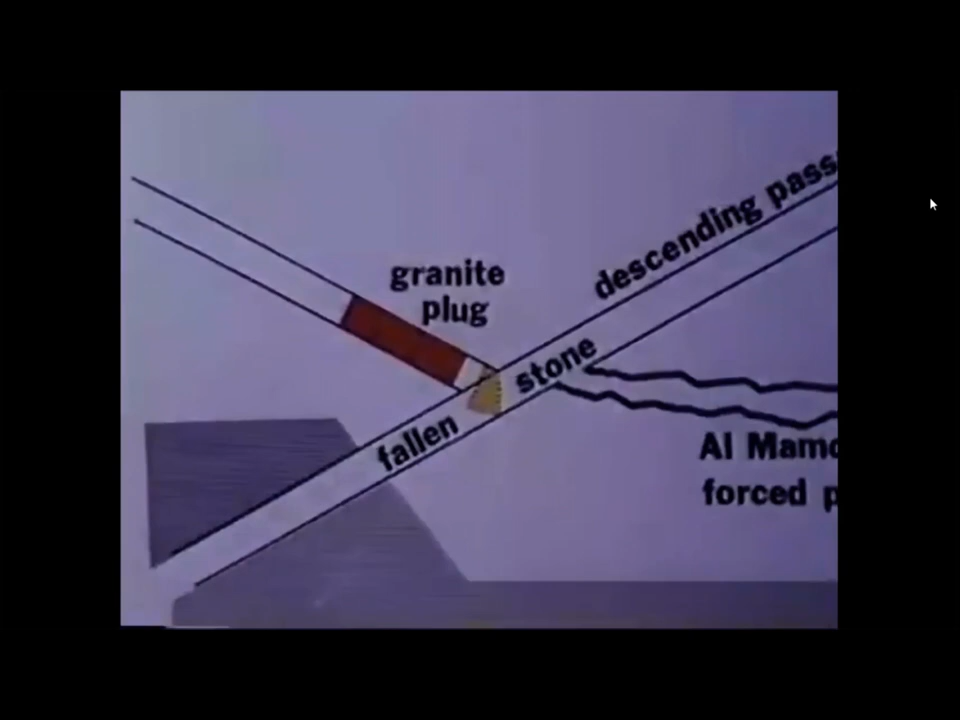 granite
plug
descending pass
fallen stone
Al Mam
forced p